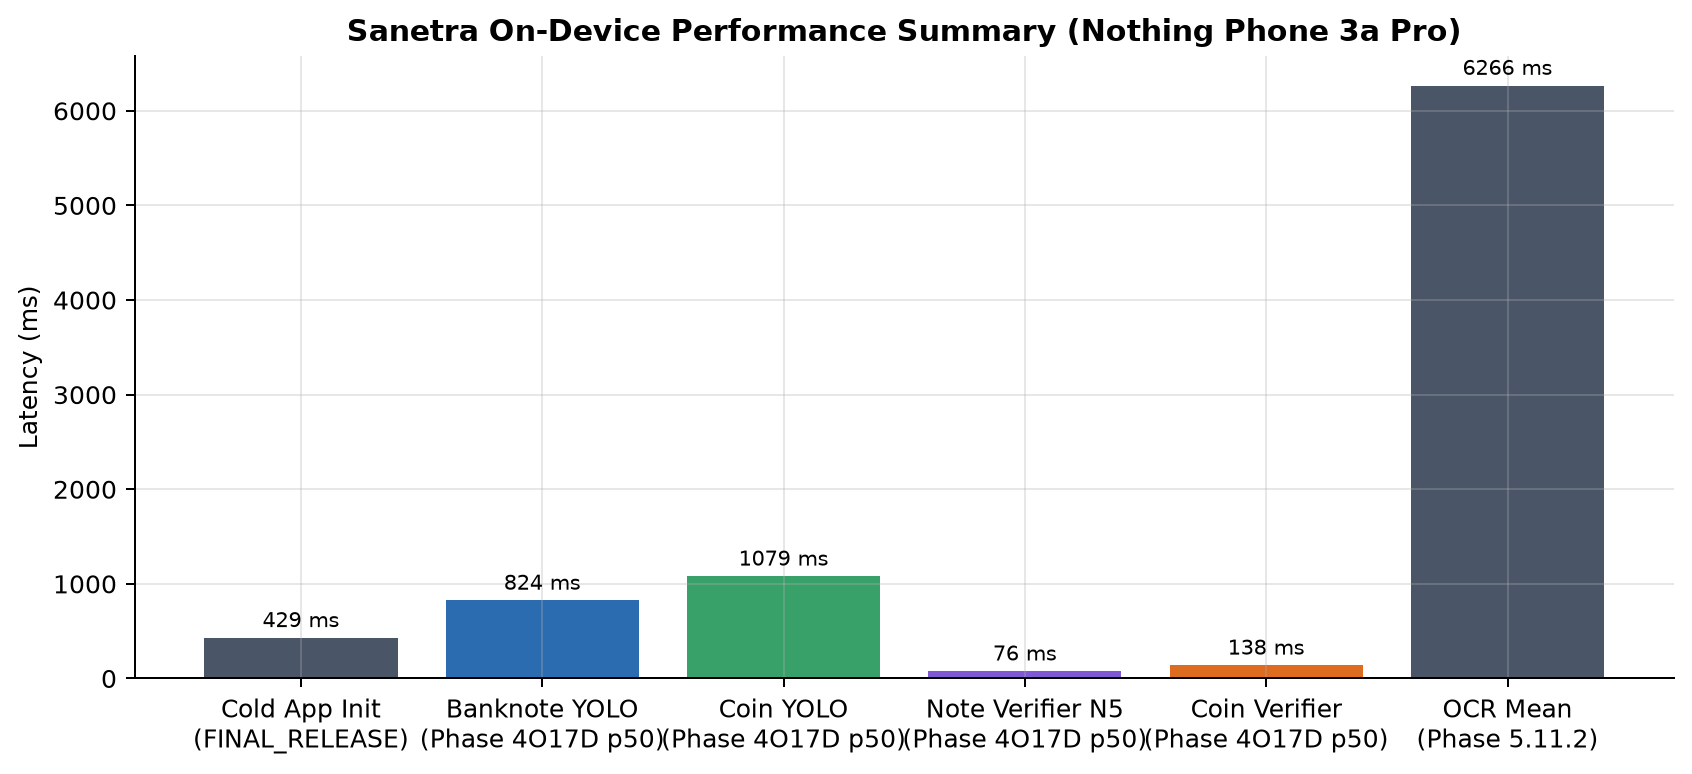 Sanetra On-Device Performance Summary (Nothing Phone 3a Pro)
Latency (ms)
6000
5000
4000
3000
2000
1000
0
429 ms
824 ms
1079 ms
76 ms
138 ms
6266 ms
Cold App Init
(FINAL_RELEASE)
Banknote YOLO
(Phase 4O17D p50)
Coin YOLO
(Phase 4O17D p50)
Note Verifier N5
(Phase 4O17D p50)
Coin Verifier
(Phase 4O17D p50)
OCR Mean
(Phase 5.11.2)